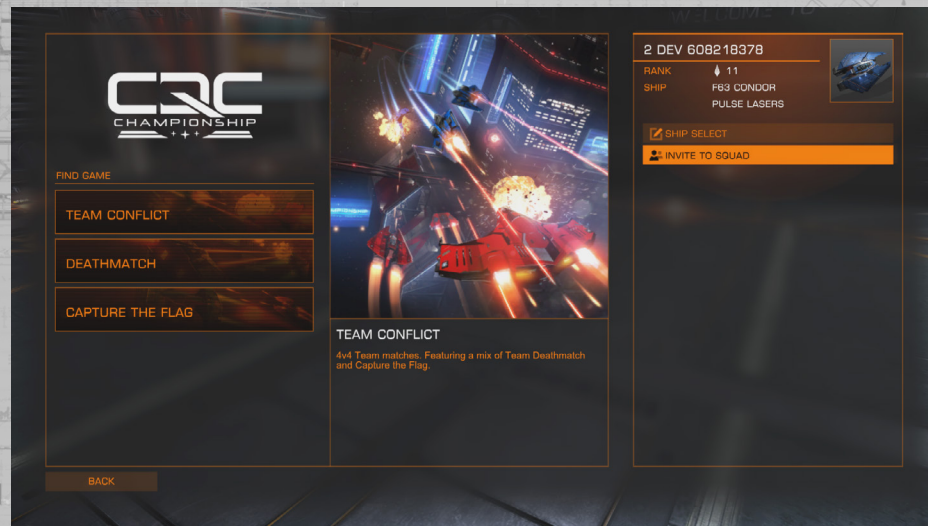 WELCOME TO
CQC
CHAMPIONSHIP
FIND GAME
TEAM CONFLICT
DEATHMATCH
CAPTURE THE FLAG
TEAM CONFLICT
4v4 Team matches. Featuring a mix of Team Deathmatch
and Capture the Flag.
2 DEV 608218378
RANK 11
SHIP F63 CONDOR
PULSE LASERS
SHIP SELECT
INVITE TO SQUAD
BACK